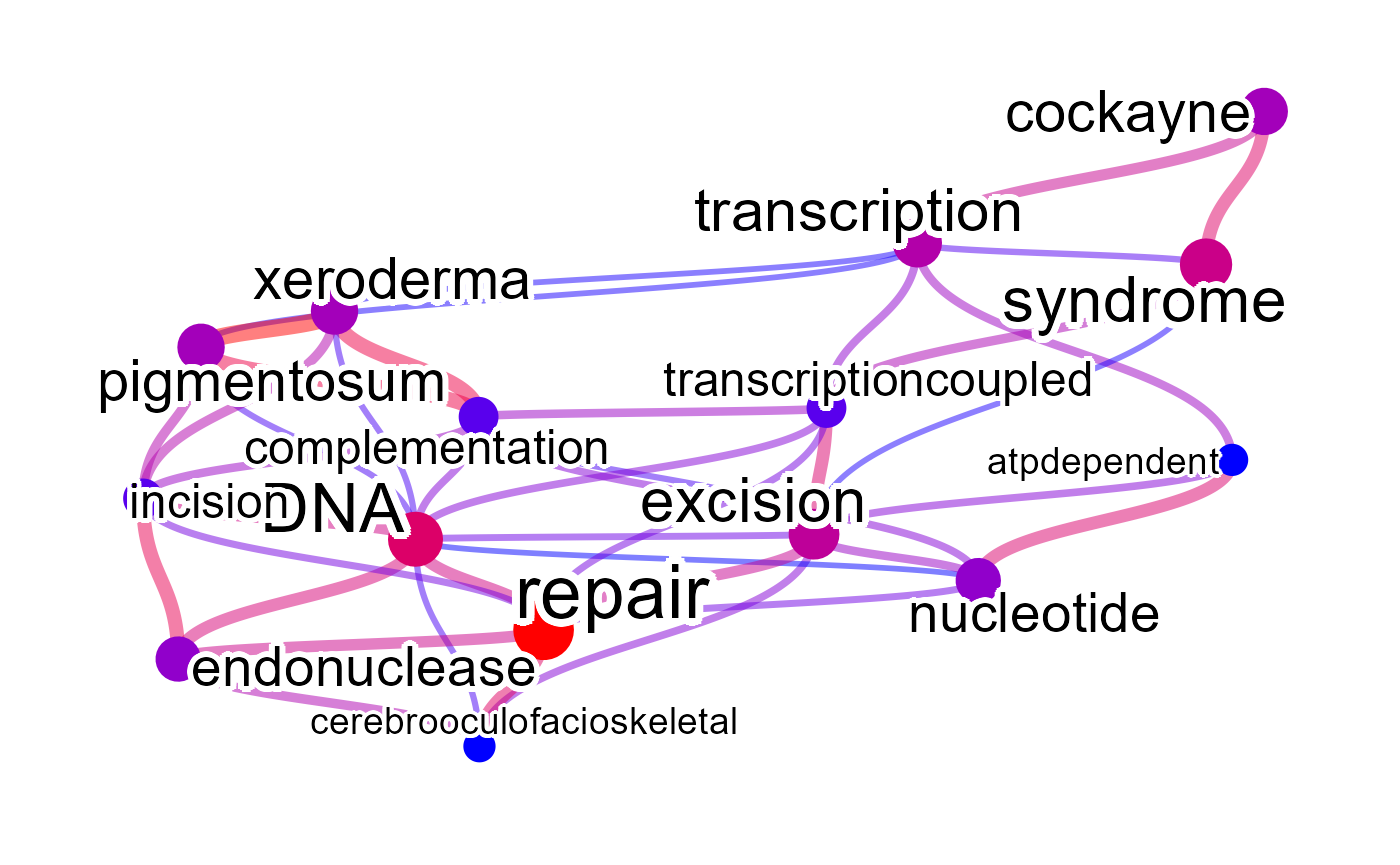 cockayne
transcription
xeroderma
syndrome
pigmentosum
transcriptioncoupled
complementation
atpdependent
incision
DNA
excision
repair
nucleotide
endonuclease
cerebrooculofacioskeletal